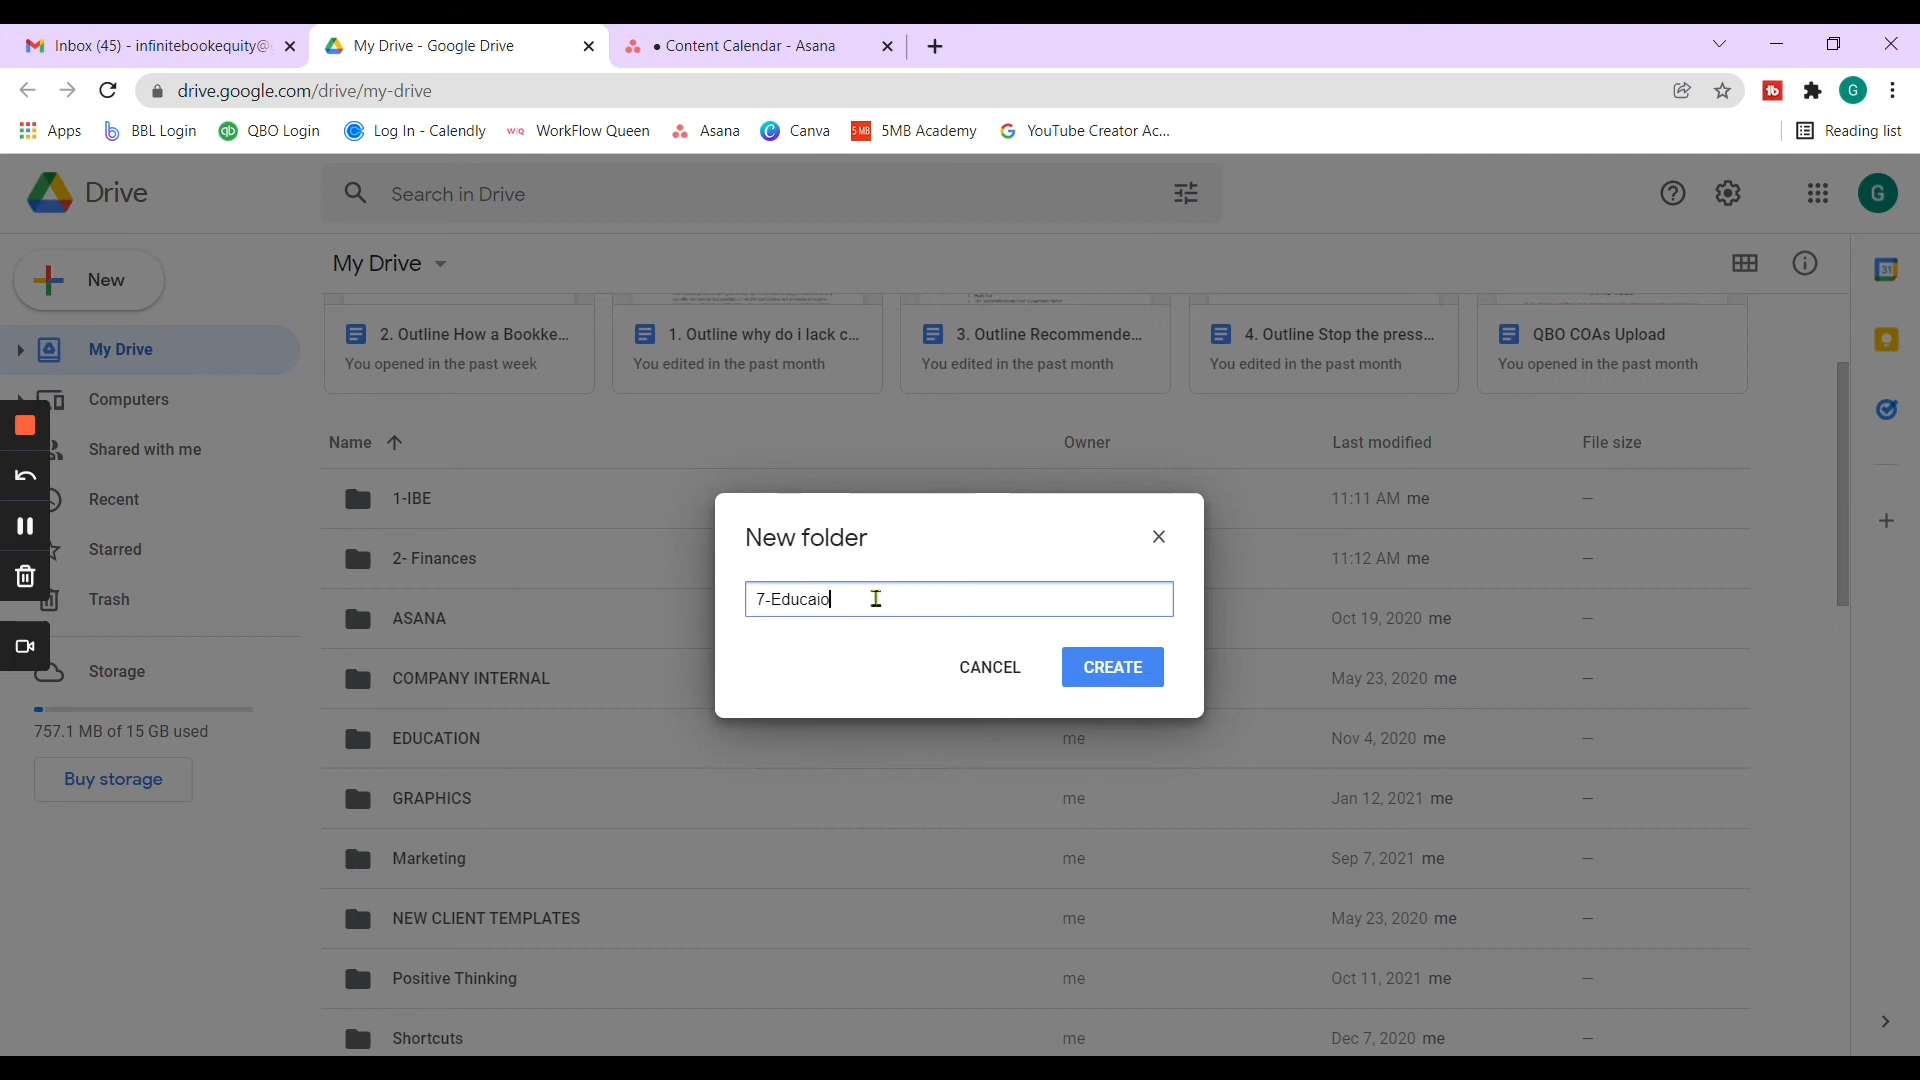 Inbox (45) - infinitebookequity@
My Drive - Google Drive
● Content Calendar - Asana
drive.google.com/drive/my-drive
G
Apps
BBL Login
QBO Login
Log In - Calendly
WorkFlow Queen
Asana
Canva
5MB Academy
YouTube Creator Ac...
Reading list
Drive
Search in Drive
G
New
My Drive
My Drive
Computers
Shared with me
Recent
Starred
Trash
Storage
757.1 MB of 15 GB used
Buy storage
2. Outline How a Bookke...
You opened in the past week
1. Outline why do i lack c...
You edited in the past month
3. Outline Recommende...
You edited in the past month
4. Outline Stop the press...
You edited in the past month
QBO COAs Upload
You opened in the past month
Name Owner Last modified File size
1-IBE 11:11 AM me –
2- Finances 11:12 AM me –
ASANA Oct 19, 2020 me –
COMPANY INTERNAL May 23, 2020 me –
EDUCATION me Nov 4, 2020 me –
GRAPHICS me Jan 12, 2021 me –
Marketing me Sep 7, 2021 me –
NEW CLIENT TEMPLATES me May 23, 2020 me –
Positive Thinking me Oct 11, 2021 me –
Shortcuts me Dec 7, 2020 me –
New folder
7-Educaio
CANCEL
CREATE
31